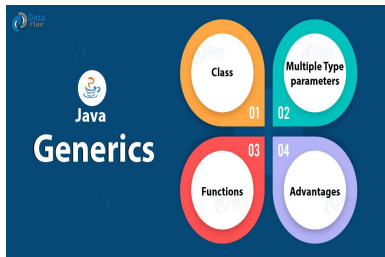 Data
Flair
Java
Generics
Class
01
Multiple Type
parameters
02
Functions
03
Advantages
04